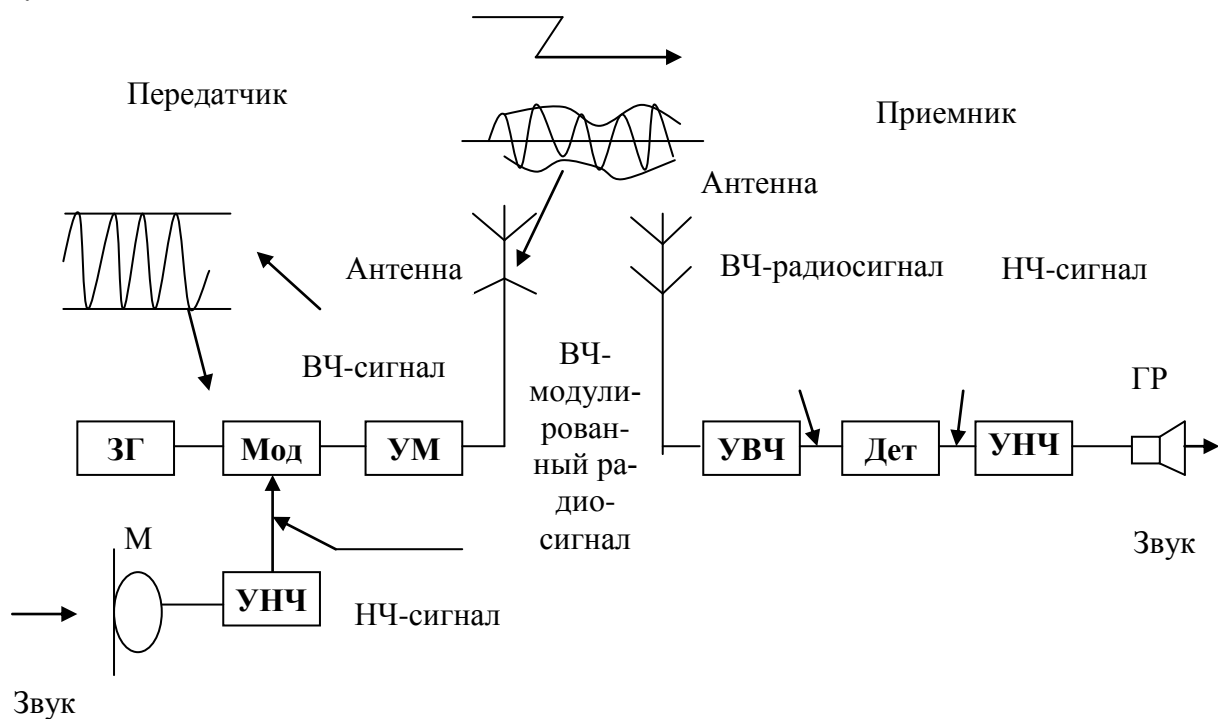 Передатчик
Приемник
Антенна
Антенна
ВЧ-радиосигнал
НЧ-сигнал
ВЧ-сигнал
ВЧ-
модули-
рован-
ный ра-
дио-
сигнал
ГР
ЗГ
Мод
УМ
УВЧ
Дет
УНЧ
М
Звук
УНЧ
НЧ-сигнал
Звук